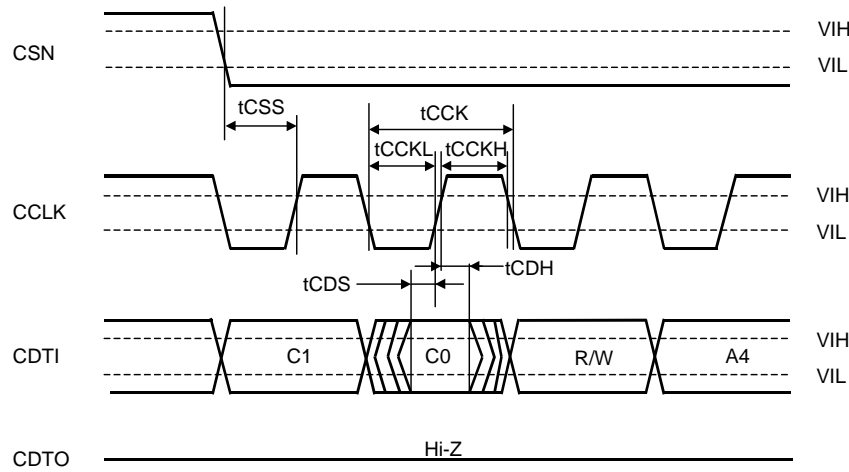 CSN
VIH
VIL
tCSS
tCCK
tCCKL
tCCKH
CCLK
VIH
VIL
tCDS
tCDH
CDTI
C1
C0
R/W
A4
VIH
VIL
CDTO
Hi-Z